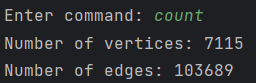 Enter command: count
Number of vertices: 7115
Number of edges: 103689